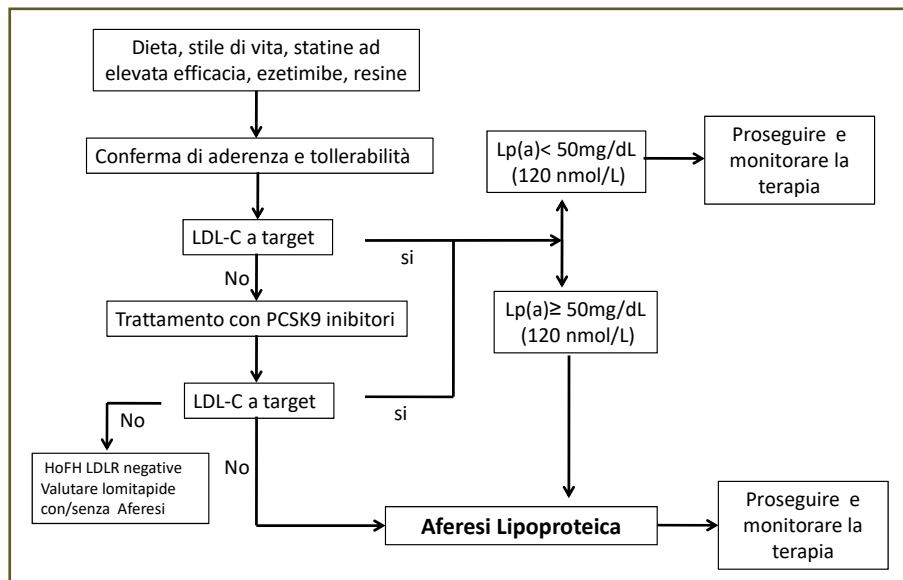 Dieta, stile di vita, statine ad
elevata efficacia, ezetimibe, resine
Conferma di aderenza e tollerabilità
LDL-C a target
si
No
Trattamento con PCSK9 inibitori
LDL-C a target
si
No
No
HoFH LDLR negative
Valutare lomitapide
con/senza Aferesi
Lp(a)< 50mg/dL
(120 nmol/L)
Proseguire e
monitorare la
terapia
Lp(a)≥ 50mg/dL
(120 nmol/L)
Aferesi Lipoproteica
Proseguire e
monitorare la
terapia